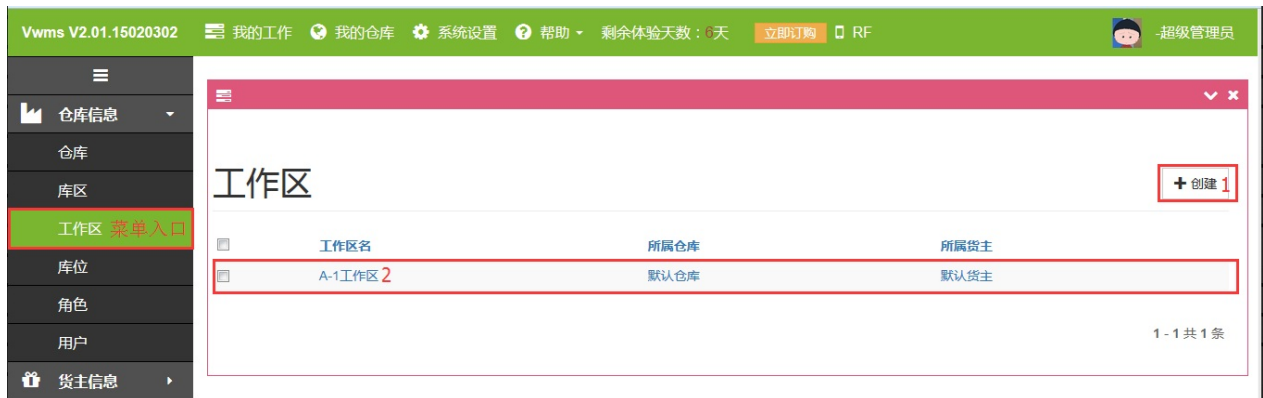 Vwms V2.01.15020302 我的工作 我的仓库 系统设置 帮助 剩余体验天数：6天 立即订购 RF -超级管理员
仓库信息
仓库
库区
工作区 菜单入口
库位
角色
用户
货主信息
工作区
创建 1
工作区名 所属仓库 所属货主
A-1工作区 2 默认仓库 默认货主
1 - 1 共 1 条